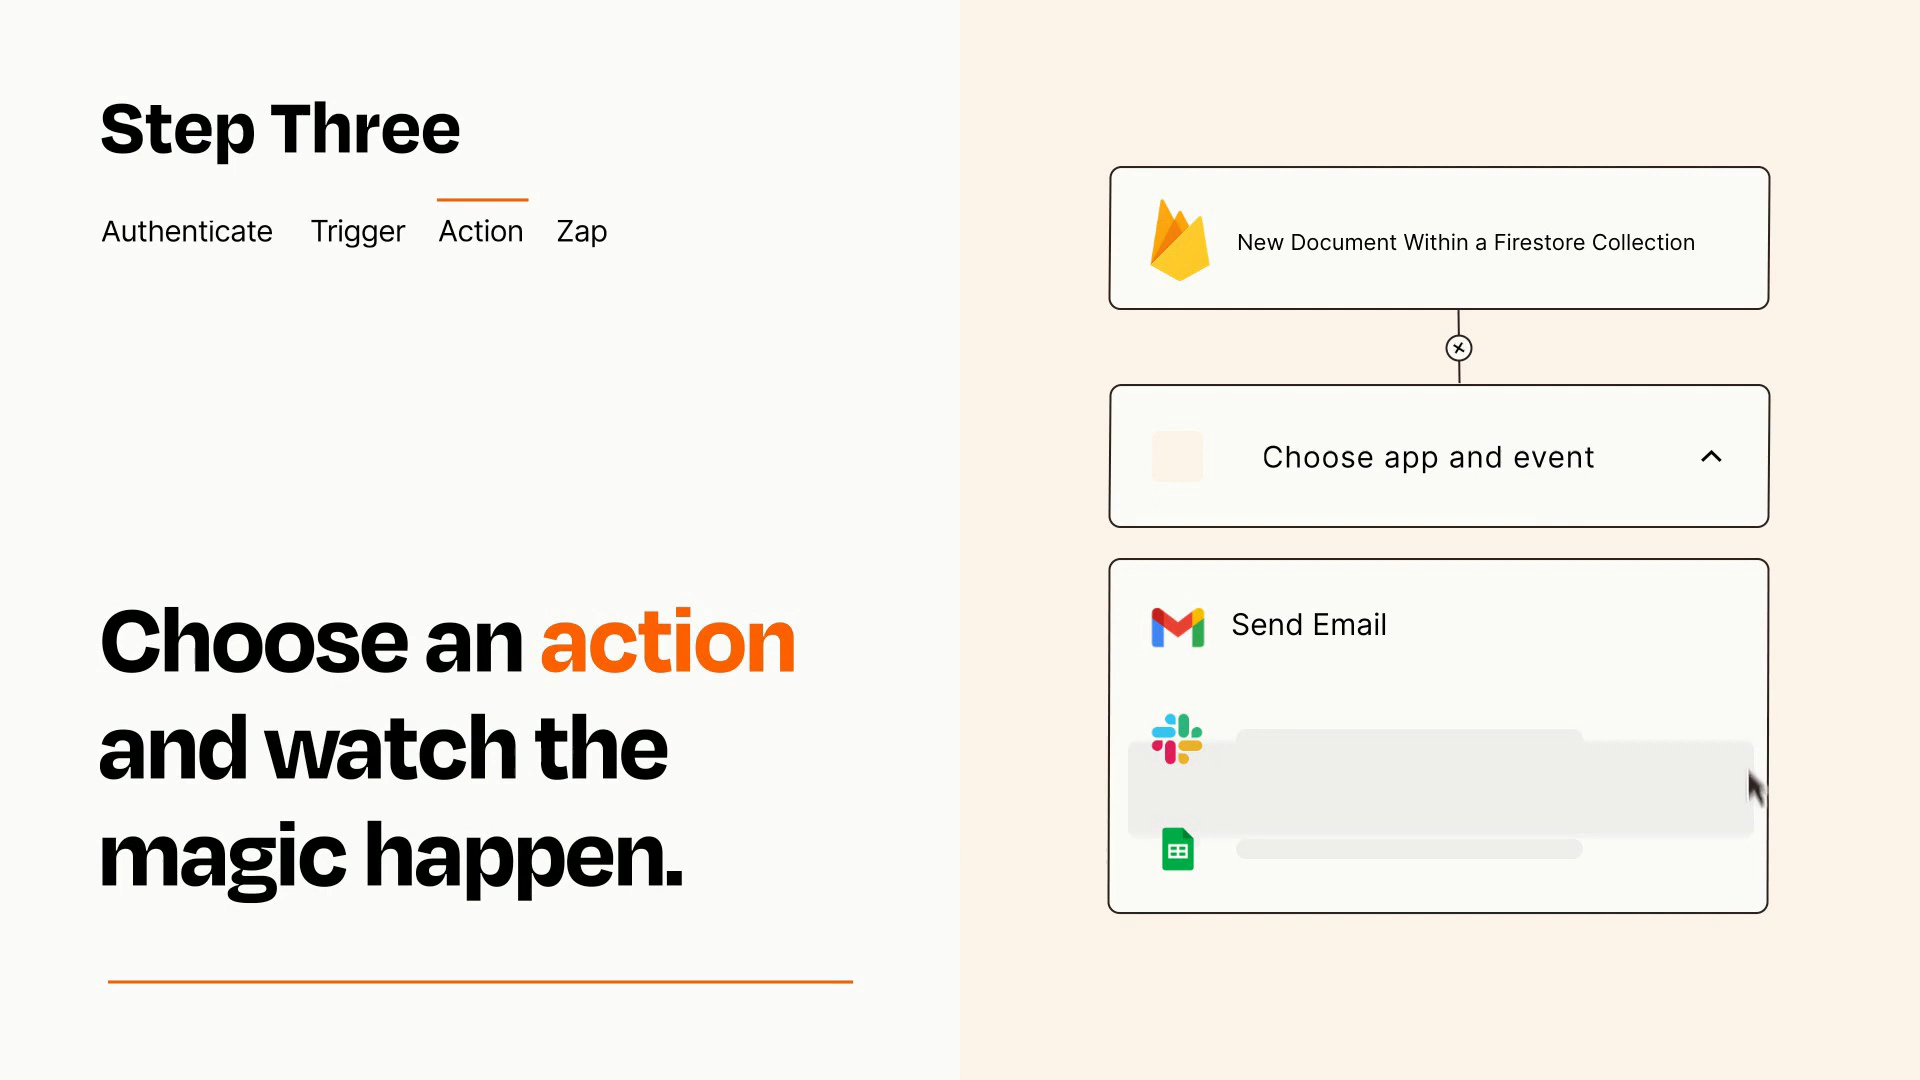 Step Three
Authenticate Trigger Action Zap
Choose an action
and watch the
magic happen.
New Document Within a Firestore Collection
Choose app and event
Send Email